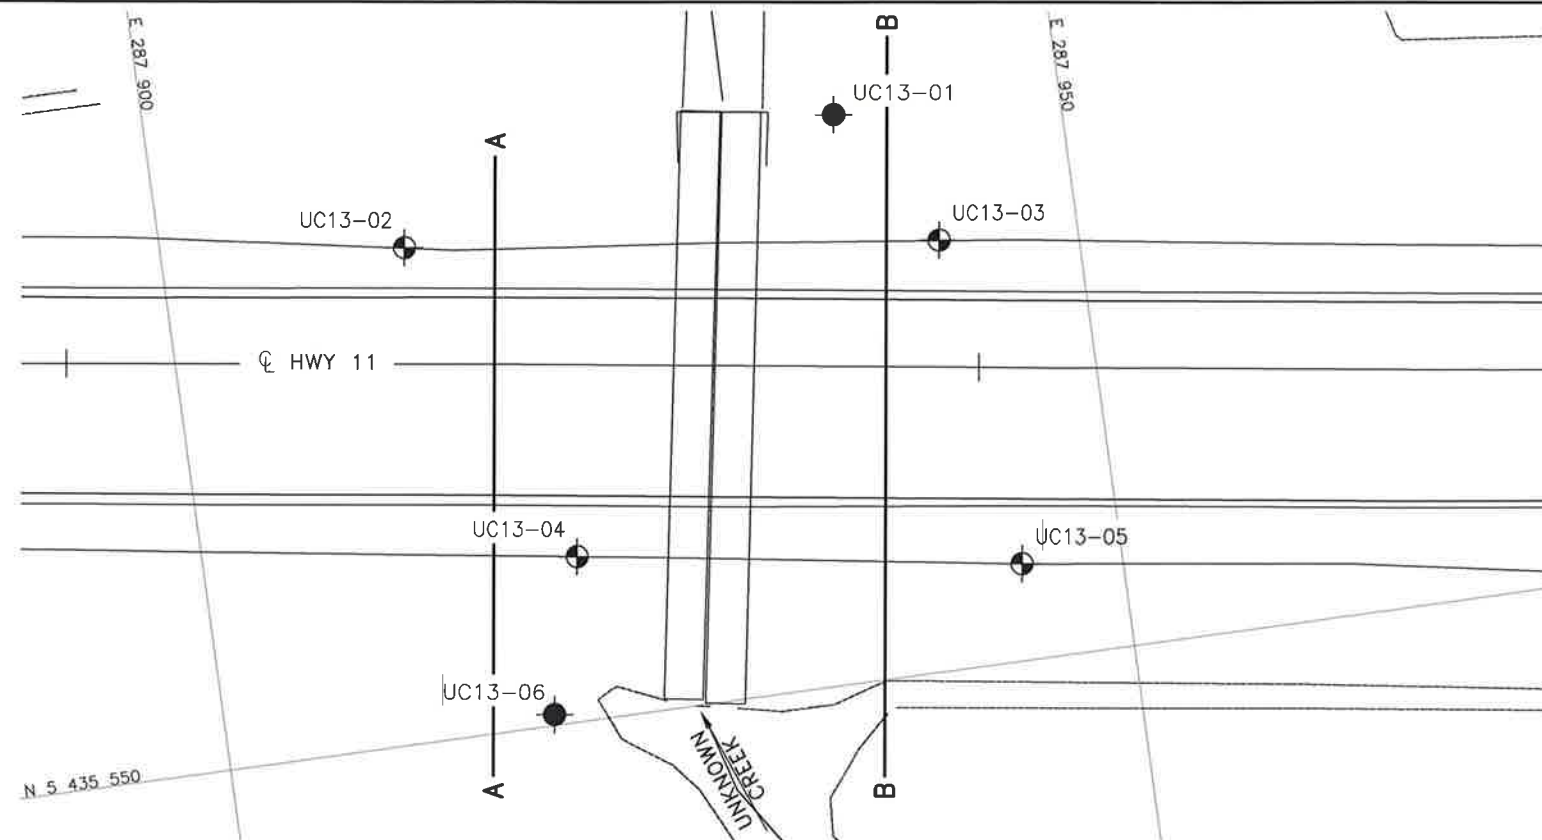 E 287 900
B
E 287 950
UC13-01
A
UC13-02
UC13-03
℄ HWY 11
UC13-04
UC13-05
UC13-06
UNKNOWN
CREEK
N 5 435 550
A
B